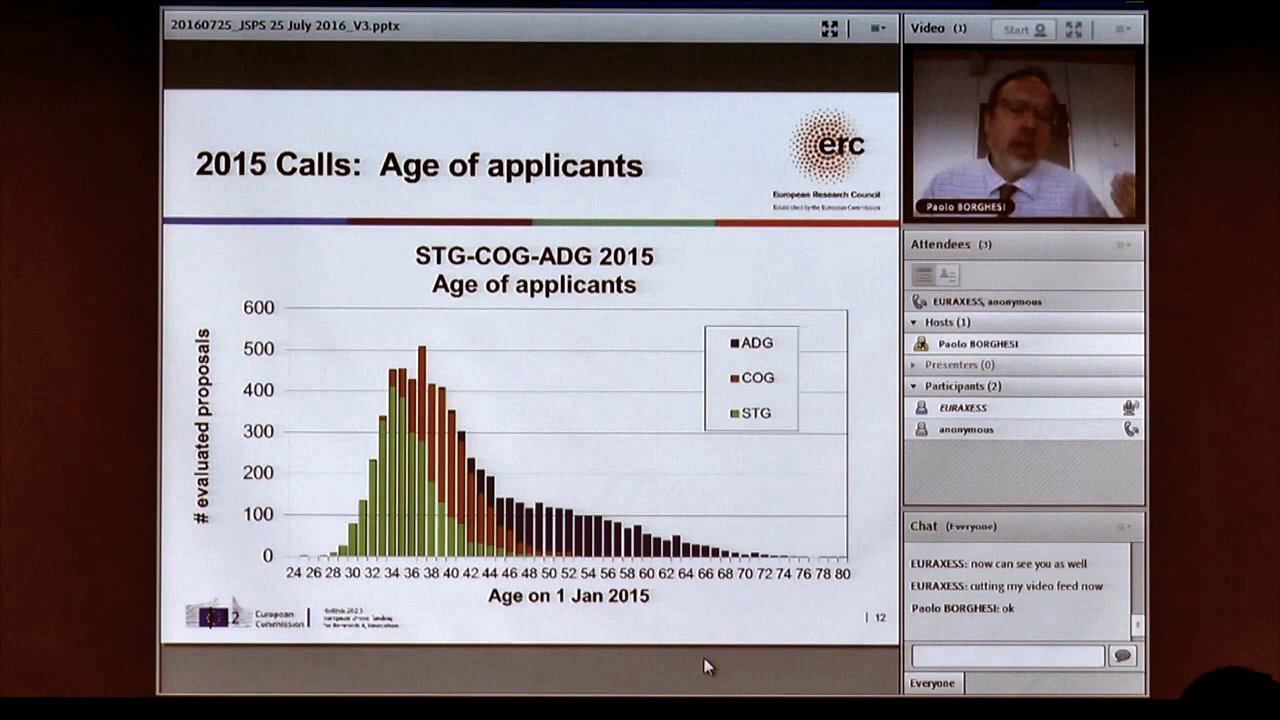 20160725_JSPS 25 July 2016_V3.pptx
2015 Calls: Age of applicants
erc
European Research Council
Established by the European Commission
STG-COG-ADG 2015
Age of applicants
# evaluated proposals
600
500
400
300
200
100
0
ADG
COG
STG
24 26 28 30 32 34 36 38 40 42 44 46 48 50 52 54 56 58 60 62 64 66 68 70 72 74 76 78 80
Age on 1 Jan 2015
European
Commission
12
Video (1)
Start
Paolo BORGHESI
Attendees (3)
EURAXESS, anonymous
Hosts (1)
Paolo BORGHESI
Presenters (0)
Participants (2)
EURAXESS
anonymous
Chat (Everyone)
EURAXESS: now can see you as well
EURAXESS: cutting my video feed now
Paolo BORGHESI: ok
Everyone